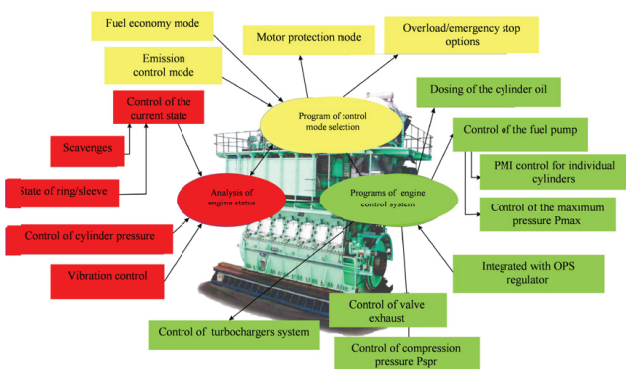 Fuel economy mode
Motor protection mode
Overload/emergency stop
options
Emission
control mode
Control of the
current state
Program of control
mode selection
Dosing of the cylinder oil
Control of the fuel pump
Scavenges
PMI control for individual
cylinders
State of ring/sleeve
Analysis of
engine status
Programs of engine
control system
Control of the maximum
pressure Pmax
Control of cylinder pressure
Vibration control
Integrated with OPS
regulator
Control of valve
exhaust
Control of turbochargers system
Control of compression
pressure Pspr